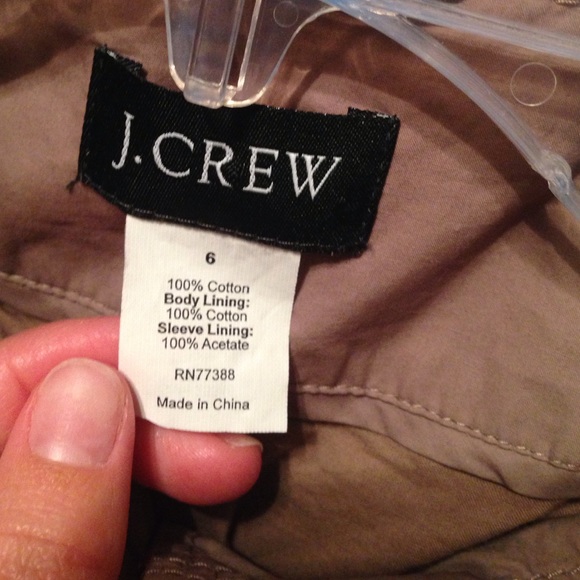 J.CREW
6
100% Cotton
Body Lining:
100% Cotton
Sleeve Lining:
100% Acetate
RN77388
Made in China